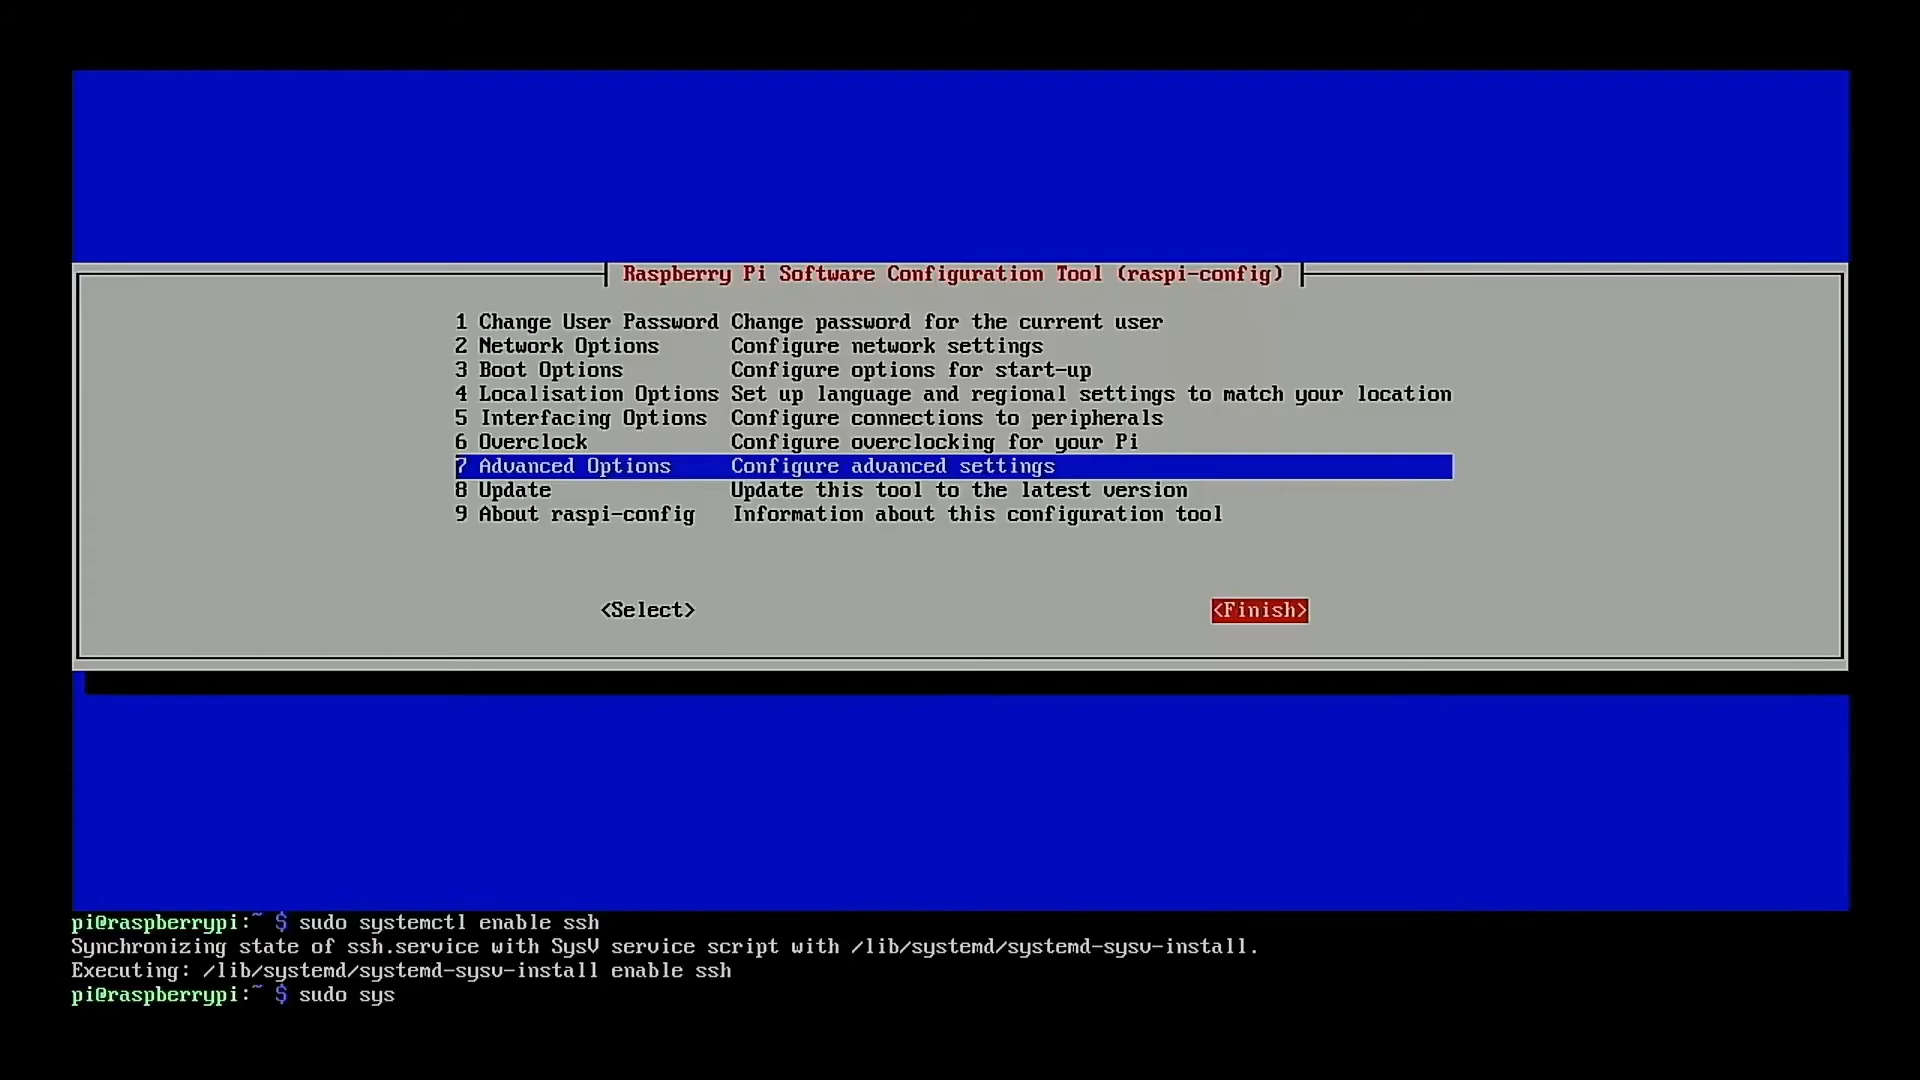 Raspberry Pi Software Configuration Tool (raspi-config)
1 Change User Password Change password for the current user
2 Network Options Configure network settings
3 Boot Options Configure options for start-up
4 Localisation Options Set up language and regional settings to match your location
5 Interfacing Options Configure connections to peripherals
6 Overclock Configure overclocking for your Pi
7 Advanced Options Configure advanced settings
8 Update Update this tool to the latest version
9 About raspi-config Information about this configuration tool
<Select> <Finish>
pi@raspberrypi:~ $ sudo systemctl enable ssh
Synchronizing state of ssh.service with SysV service script with /lib/systemd/systemd-sysv-install.
Executing: /lib/systemd/systemd-sysv-install enable ssh
pi@raspberrypi:~ $ sudo sys